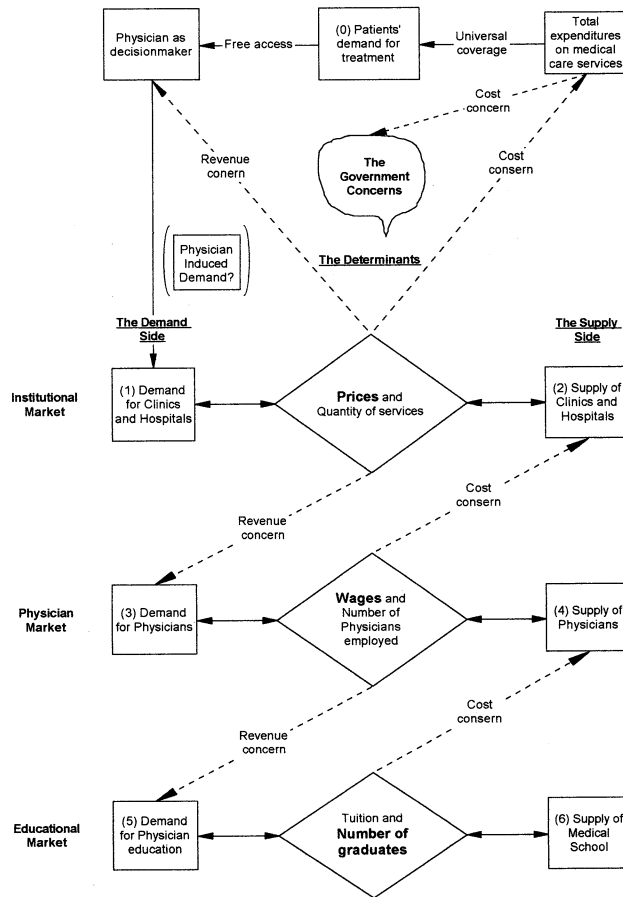 Physician as
decisionmaker
Free access
(0) Patients'
demand for
treatment
Universal
coverage
Total
expenditures
on medical
care services
Cost
concern
Revenue
conern
The
Government
Concerns
Cost
consern
Physician
Induced
Demand?
The Determinants
The Demand
Side
The Supply
Side
Institutional
Market
(1) Demand
for Clinics
and Hospitals
Prices and
Quantity of services
(2) Supply of
Clinics and
Hospitals
Revenue
concern
Cost
consern
Physician
Market
(3) Demand
for Physicians
Wages and
Number of
Physicians
employed
(4) Supply of
Physicians
Revenue
concern
Cost
consern
Educational
Market
(5) Demand
for Physician
education
Tuition and
Number of
graduates
(6) Supply of
Medical
School